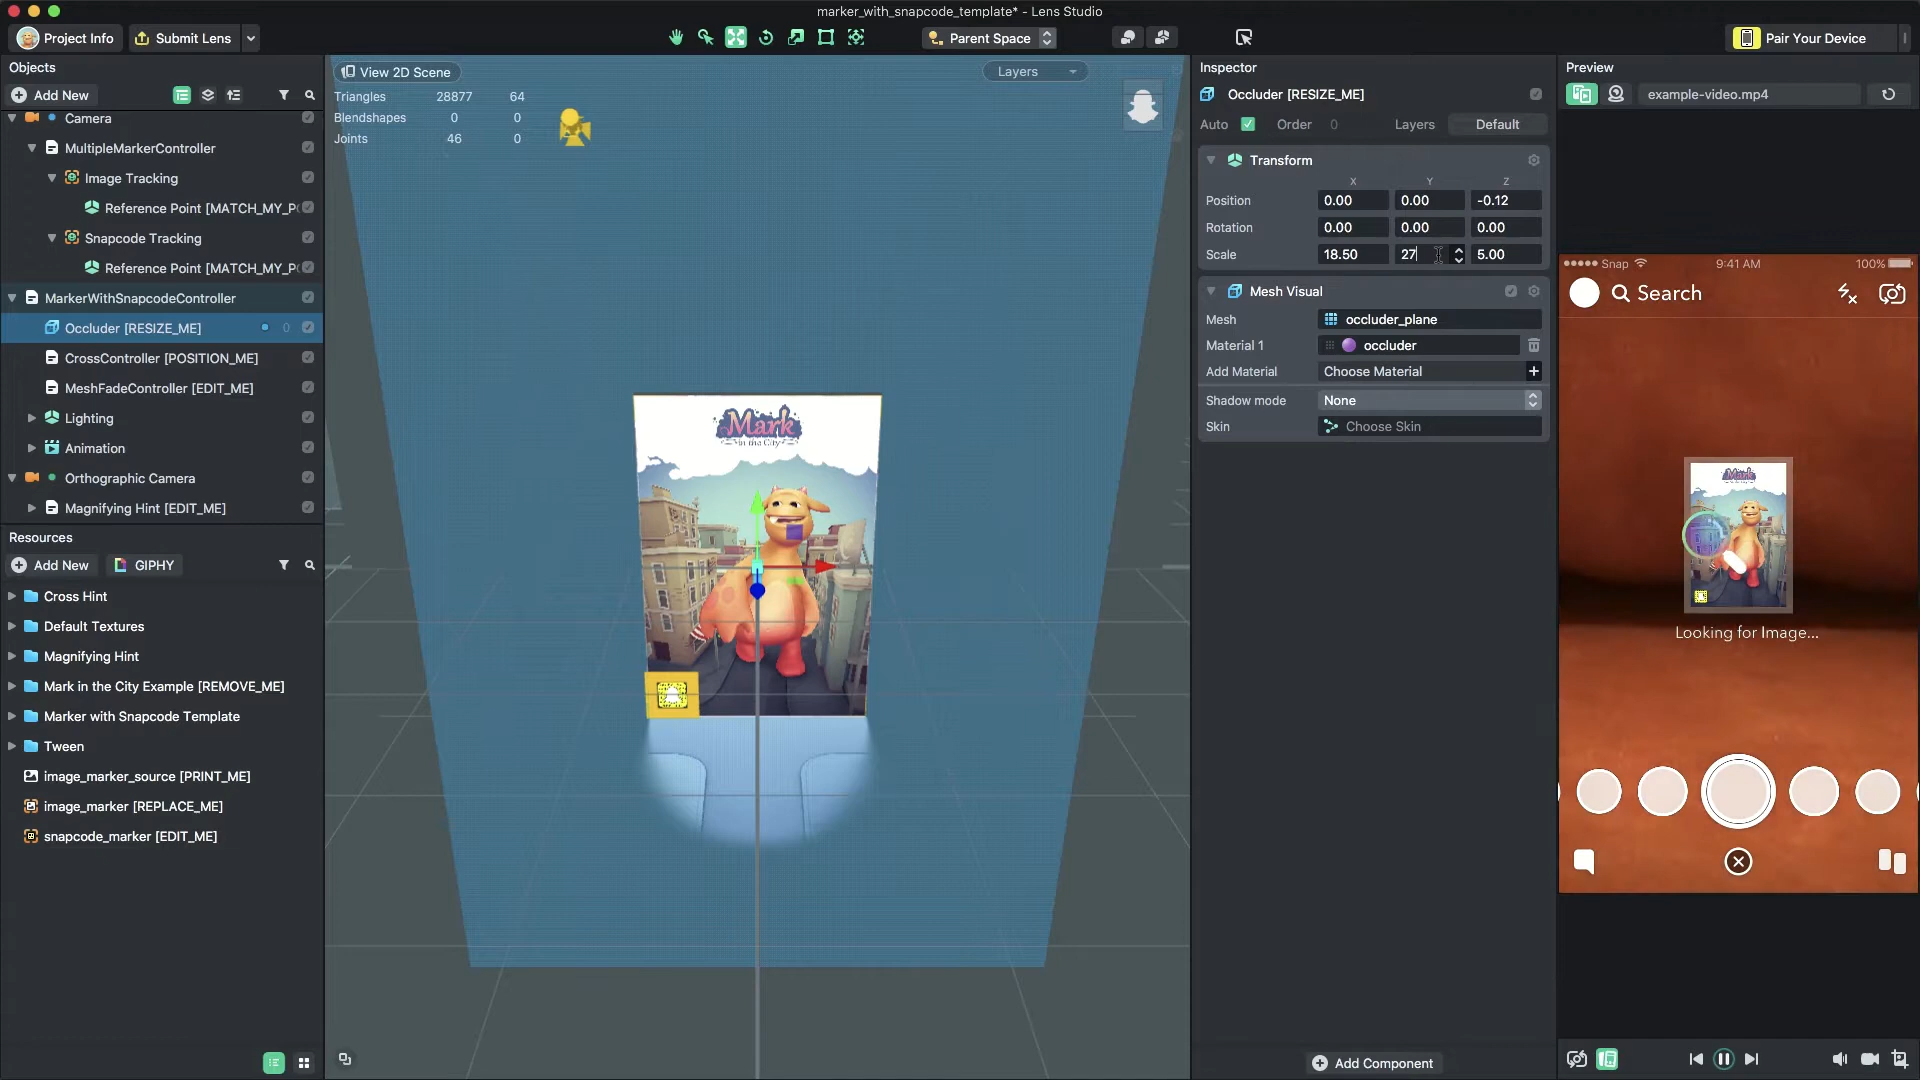 marker_with_snapcode_template* - Lens Studio
Project Info
Submit Lens
Parent Space
Pair Your Device
Objects
Add New
Camera
MultipleMarkerController
Image Tracking
Reference Point [MATCH_MY_P
Snapcode Tracking
Reference Point [MATCH_MY_P
MarkerWithSnapcodeController
Occluder [RESIZE_ME]
0
CrossController [POSITION_ME]
MeshFadeController [EDIT_ME]
Lighting
Animation
Orthographic Camera
Magnifying Hint [EDIT_ME]
Resources
Add New
GIPHY
Cross Hint
Default Textures
Magnifying Hint
Mark in the City Example [REMOVE_ME]
Marker with Snapcode Template
Tween
image_marker_source [PRINT_ME]
image_marker [REPLACE_ME]
snapcode_marker [EDIT_ME]
View 2D Scene
Layers
Triangles 28877 64
Blendshapes 0 0
Joints 46 0
Mark
in the City
Inspector
Occluder [RESIZE_ME]
Auto Order 0 Layers Default
Transform
X Y Z
Position 0.00 0.00 -0.12
Rotation 0.00 0.00 0.00
Scale 18.50 27 5.00
Mesh Visual
Mesh occluder_plane
Material 1 occluder
Add Material Choose Material +
Shadow mode None
Skin Choose Skin
Add Component
Preview
example-video.mp4
Snap 9:41 AM 100%
Search
Mark
Looking for Image...